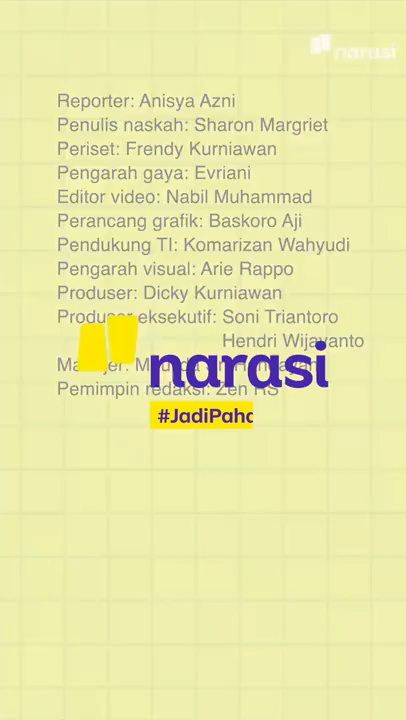 narasi
Reporter: Anisya Azni
Penulis naskah: Sharon Margriet
Periset: Frendy Kurniawan
Pengarah gaya: Evriani
Editor video: Nabil Muhammad
Perancang grafik: Baskoro Aji
Pendukung TI: Komarizan Wahyudi
Pengarah visual: Arie Rappo
Produser: Dicky Kurniawan
Produser eksekutif: Soni Triantoro
Hendri Wijayanto
narasi
Pemimpin redaksi: Zen RS
#JadiPaha